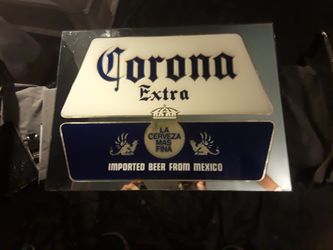 Corona
Extra
LA
CERVEZA
MAS
FINA
IMPORTED BEER FROM MEXICO